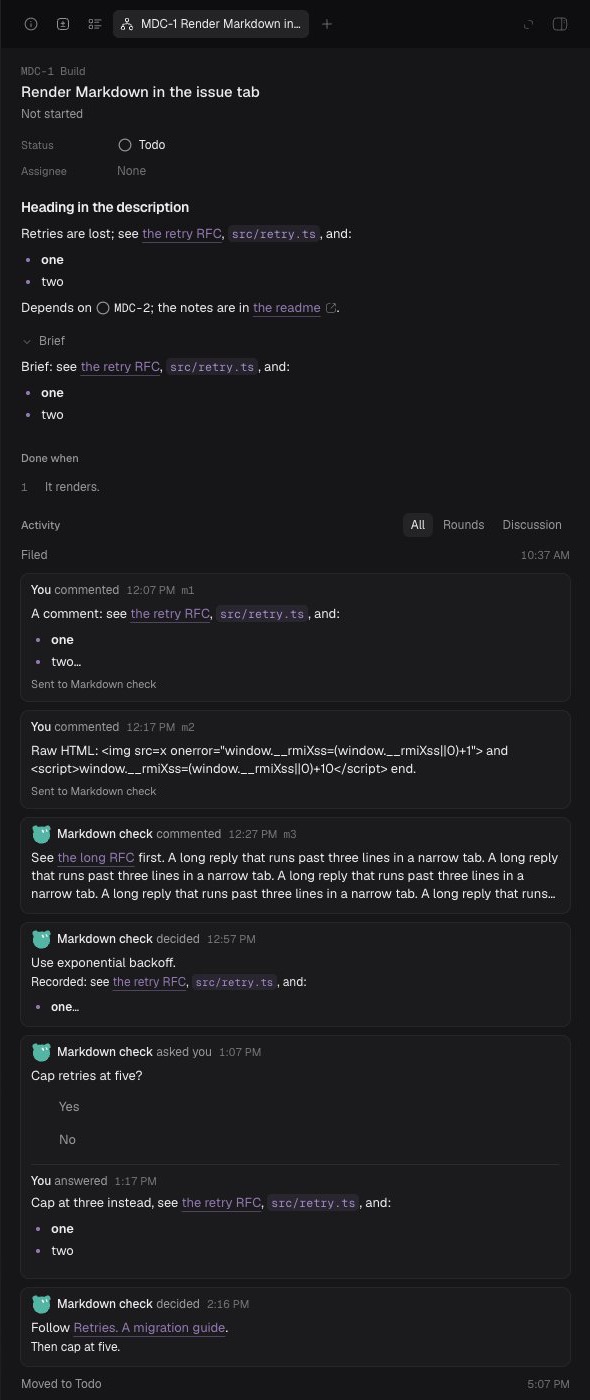 MDC-1 Render Markdown in…
MDC-1 Build
Render Markdown in the issue tab
Not started
Status Todo
Assignee None
Heading in the description
Retries are lost; see the retry RFC, src/retry.ts, and:
one
two
Depends on MDC-2; the notes are in the readme.
Brief
Brief: see the retry RFC, src/retry.ts, and:
one
two
Done when
1 It renders.
Activity All Rounds Discussion
Filed 10:37 AM
You commented 12:07 PM m1
A comment: see the retry RFC, src/retry.ts, and:
one
two…
Sent to Markdown check
You commented 12:17 PM m2
Raw HTML: <img src=x onerror="window.__rmiXss=(window.__rmiXss||0)+1"> and
<script>window.__rmiXss=(window.__rmiXss||0)+10</script> end.
Sent to Markdown check
Markdown check commented 12:27 PM m3
See the long RFC first. A long reply that runs past three lines in a narrow tab. A long reply
that runs past three lines in a narrow tab. A long reply that runs past three lines in a
narrow tab. A long reply that runs past three lines in a narrow tab. A long reply that runs…
Markdown check decided 12:57 PM
Use exponential backoff.
Recorded: see the retry RFC, src/retry.ts, and:
one…
Markdown check asked you 1:07 PM
Cap retries at five?
Yes
No
You answered 1:17 PM
Cap at three instead, see the retry RFC, src/retry.ts, and:
one
two
Markdown check decided 2:16 PM
Follow Retries. A migration guide.
Then cap at five.
Moved to Todo 5:07 PM